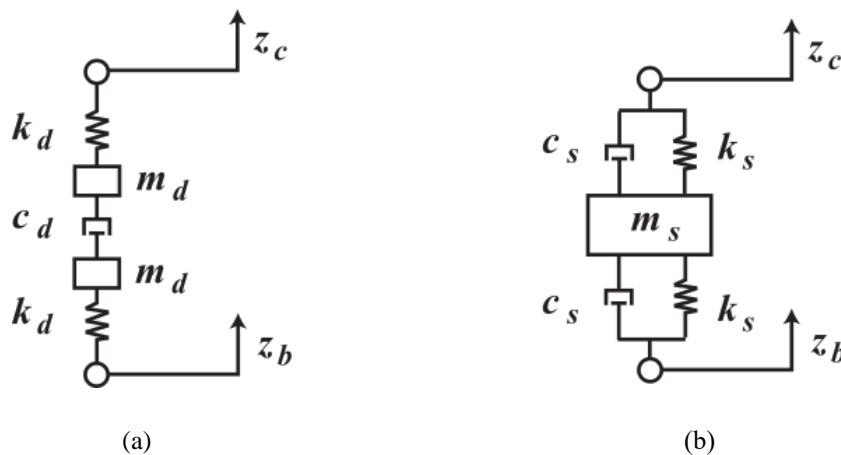 z_c
k_d
m_d
c_d
m_d
k_d
z_b
(a)
z_c
c_s
k_s
m_s
c_s
k_s
z_b
(b)